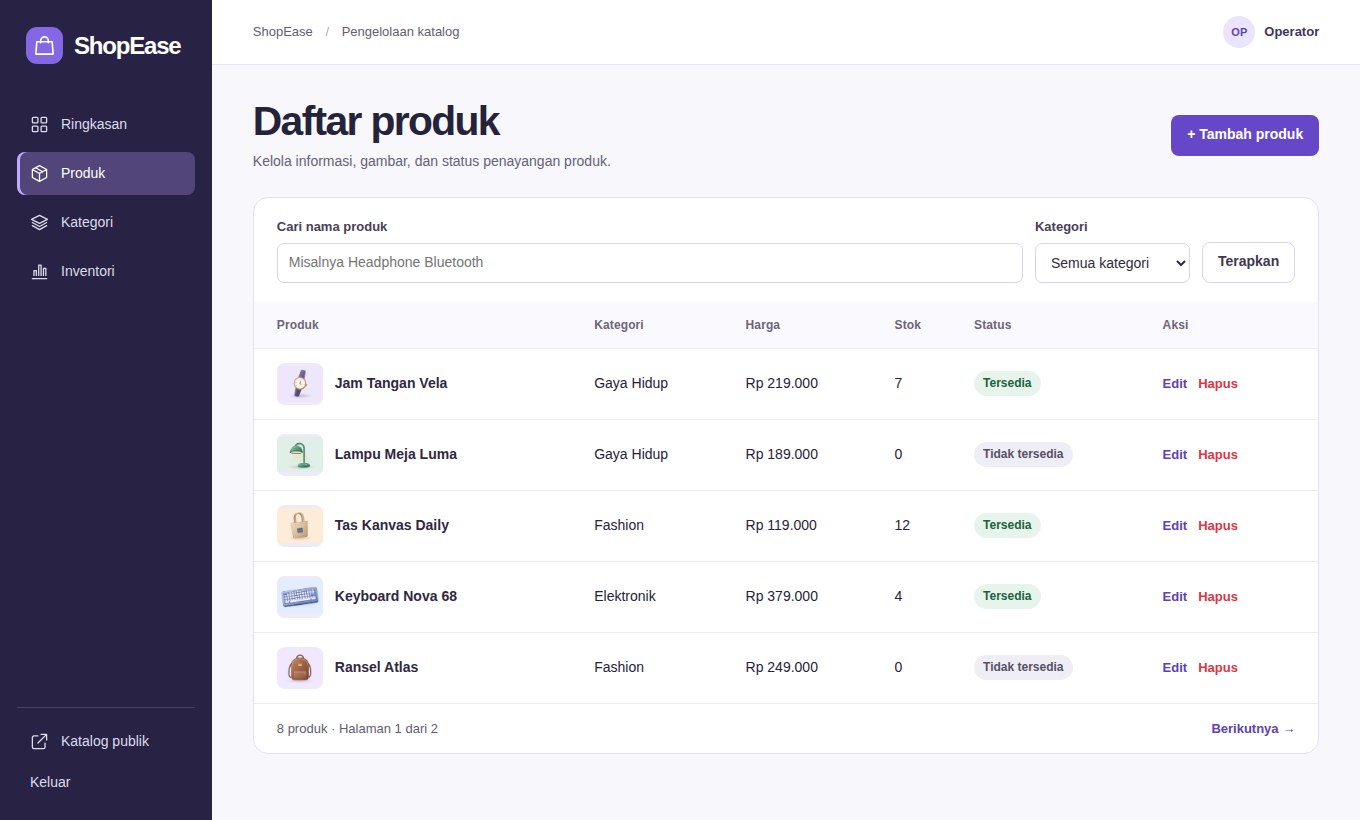 ShopEase
Ringkasan
Produk
Kategori
Inventori
Katalog publik
Keluar
ShopEase / Pengelolaan katalog
OP Operator
Daftar produk
Kelola informasi, gambar, dan status penayangan produk.
+ Tambah produk
Cari nama produk
Misalnya Headphone Bluetooth
Kategori
Semua kategori
Terapkan
Produk Kategori Harga Stok Status Aksi
Jam Tangan Vela Gaya Hidup Rp 219.000 7 Tersedia Edit Hapus
Lampu Meja Luma Gaya Hidup Rp 189.000 0 Tidak tersedia Edit Hapus
Tas Kanvas Daily Fashion Rp 119.000 12 Tersedia Edit Hapus
Keyboard Nova 68 Elektronik Rp 379.000 4 Tersedia Edit Hapus
Ransel Atlas Fashion Rp 249.000 0 Tidak tersedia Edit Hapus
8 produk · Halaman 1 dari 2
Berikutnya →